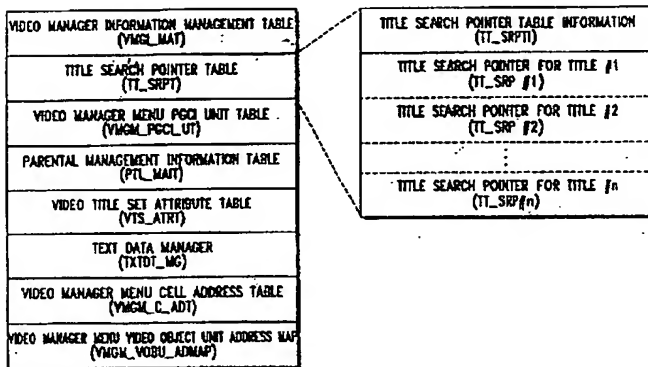 VIDEO MANAGER INFORMATION MANAGEMENT TABLE
(VMGI_MAT)
TITLE SEARCH POINTER TABLE
(TT_SRPT)
VIDEO MANAGER MENU PGCI UNIT TABLE
(VMGM_PGCI_UT)
PARENTAL MANAGEMENT INFORMATION TABLE
(PTL_MAIT)
VIDEO TITLE SET ATTRIBUTE TABLE
(VTS_ATRT)
TEXT DATA MANAGER
(TXTDT_MG)
VIDEO MANAGER MENU CELL ADDRESS TABLE
(VMGM_C_ADT)
VIDEO MANAGER MENU VIDEO OBJECT UNIT ADDRESS MAP
(VMGM_VOBU_ADMAP)
TITLE SEARCH POINTER TABLE INFORMATION
(TT_SRPTI)
TITLE SEARCH POINTER FOR TITLE #1
(TT_SRP #1)
TITLE SEARCH POINTER FOR TITLE #2
(TT_SRP #2)
⋮
TITLE SEARCH POINTER FOR TITLE #n
(TT_SRP#n)